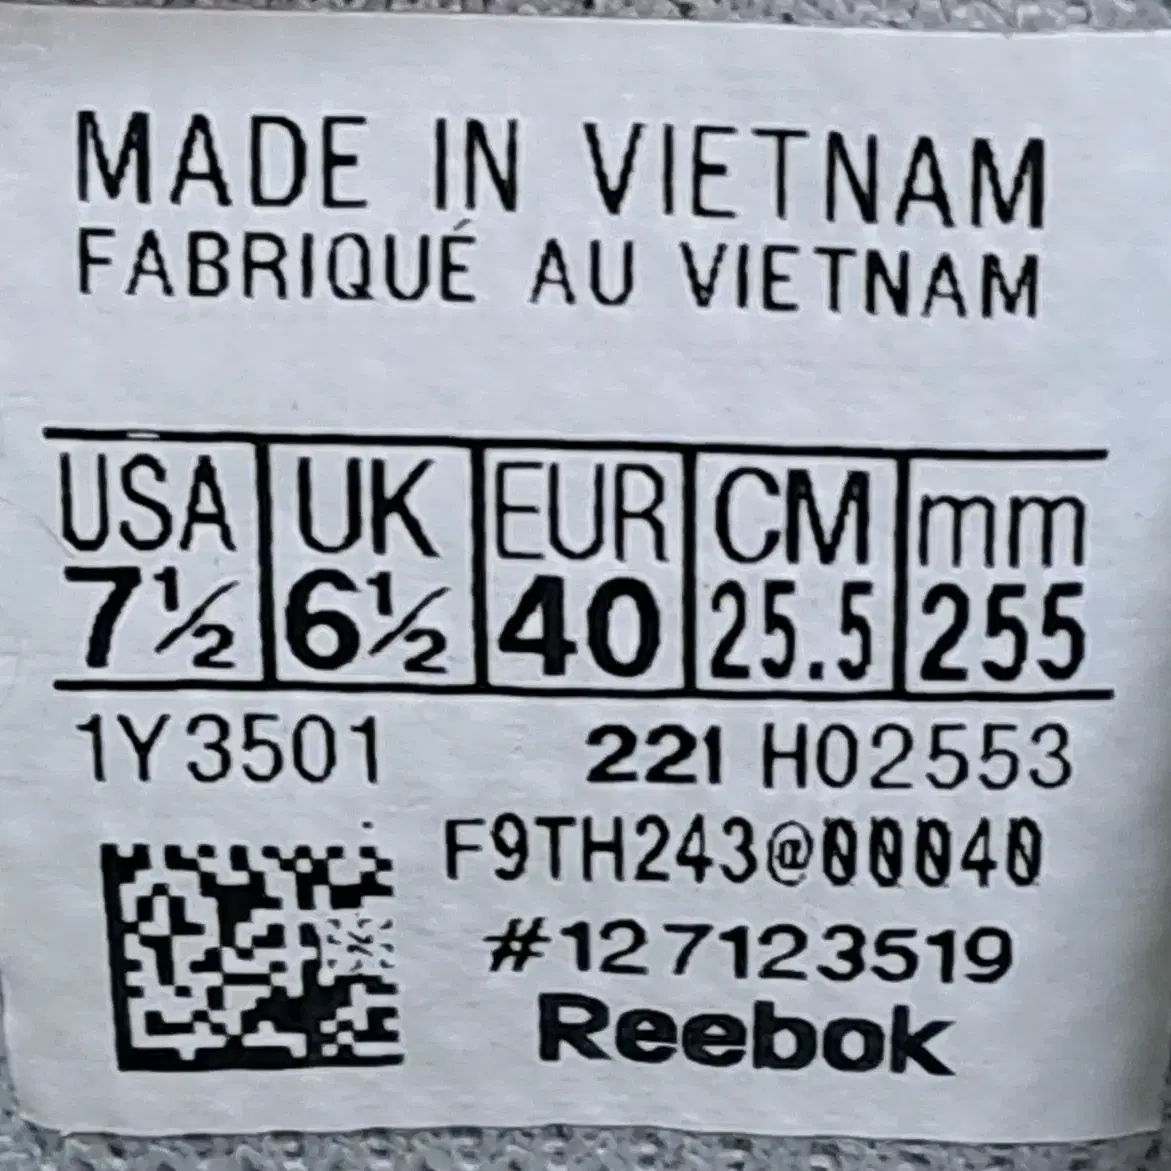 MADE IN VIETNAM
FABRIQUÉ AU VIETNAM
USA UK EUR CM mm
7½ 6½ 40 25.5 255
1Y3501 221 H02553
F9TH243@00040
#127123519
Reebok